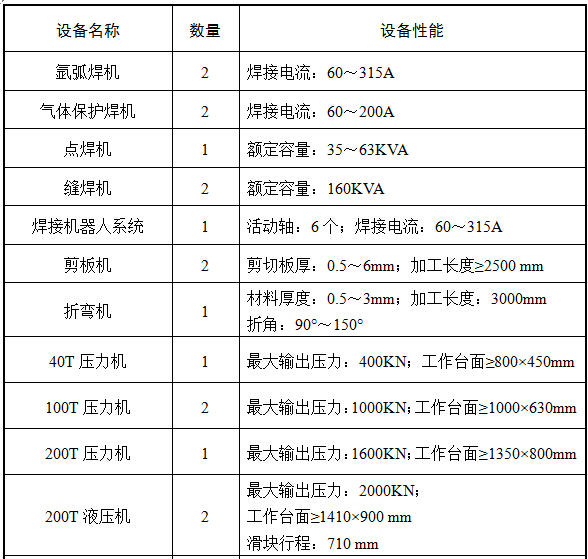 设备名称 数量 设备性能
氩弧焊机 2 焊接电流：60～315A
气体保护焊机 2 焊接电流：60～200A
点焊机 1 额定容量：35～63KVA
缝焊机 2 额定容量：160KVA
焊接机器人系统 1 活动轴：6 个；焊接电流：60～315A
剪板机 2 剪切板厚：0.5～6mm；加工长度≥2500 mm
折弯机 1 材料厚度：0.5～3mm；加工长度：3000mm
折角：90°～150°
40T 压力机 1 最大输出压力：400KN；工作台面≥800×450mm
100T 压力机 2 最大输出压力：1000KN；工作台面≥1000×630mm
200T 压力机 1 最大输出压力：1600KN；工作台面≥1350×800mm
200T 液压机 2 最大输出压力：2000KN；
工作台面≥1410×900 mm
滑块行程：710 mm